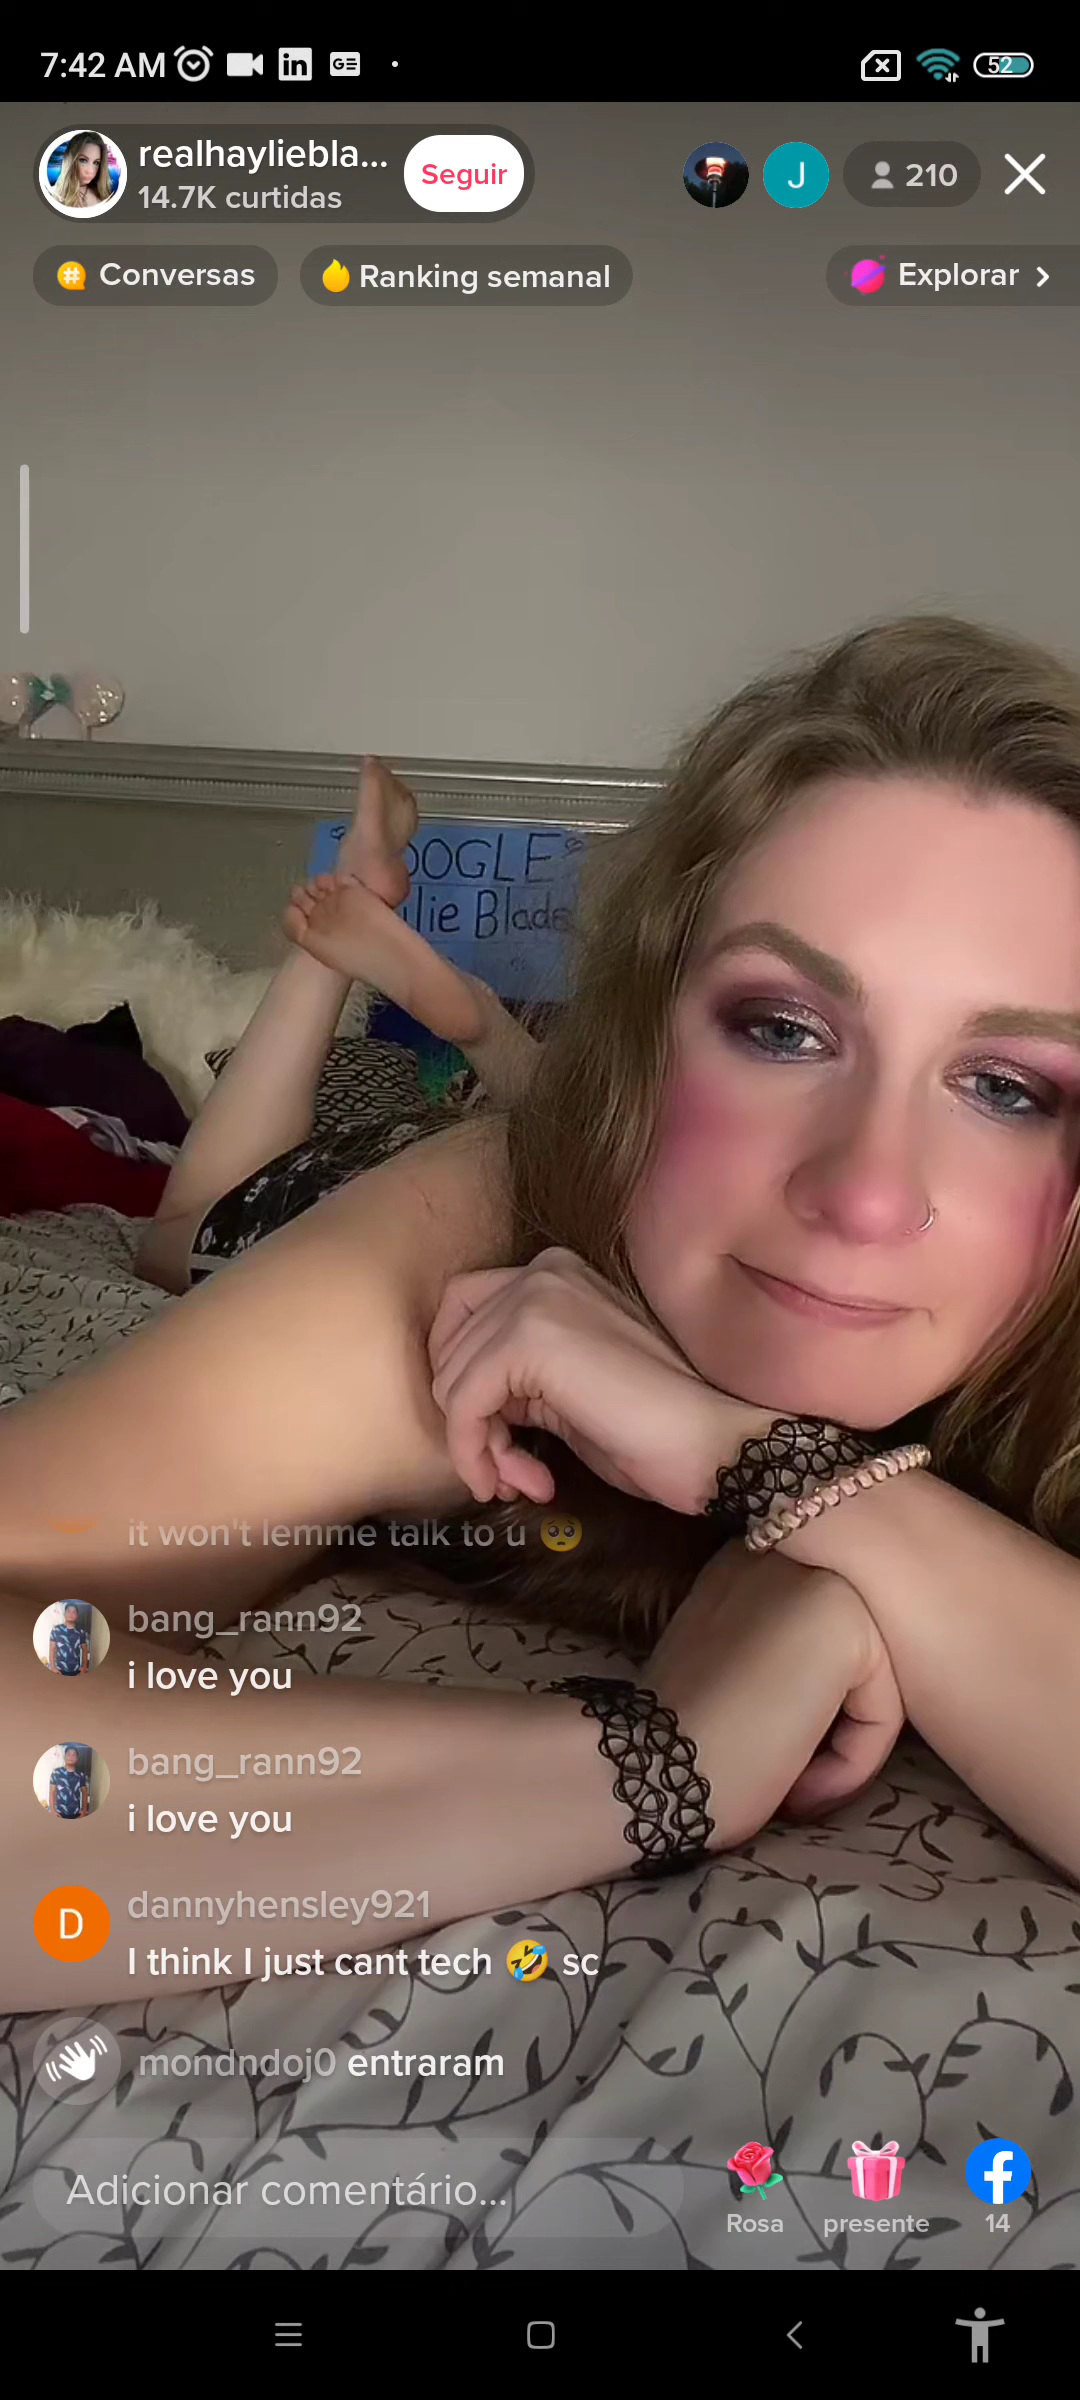 7:42 AM
52
realhayliebla...
14.7K curtidas
Seguir
J
210
Conversas
Ranking semanal
Explorar
OOGLE
lie Blade
it won't lemme talk to u 🥺
bang_rann92
i love you
bang_rann92
i love you
D
dannyhensley921
I think I just cant tech 🤣 sc
mondndoj0 entraram
Adicionar comentário...
Rosa
presente
14